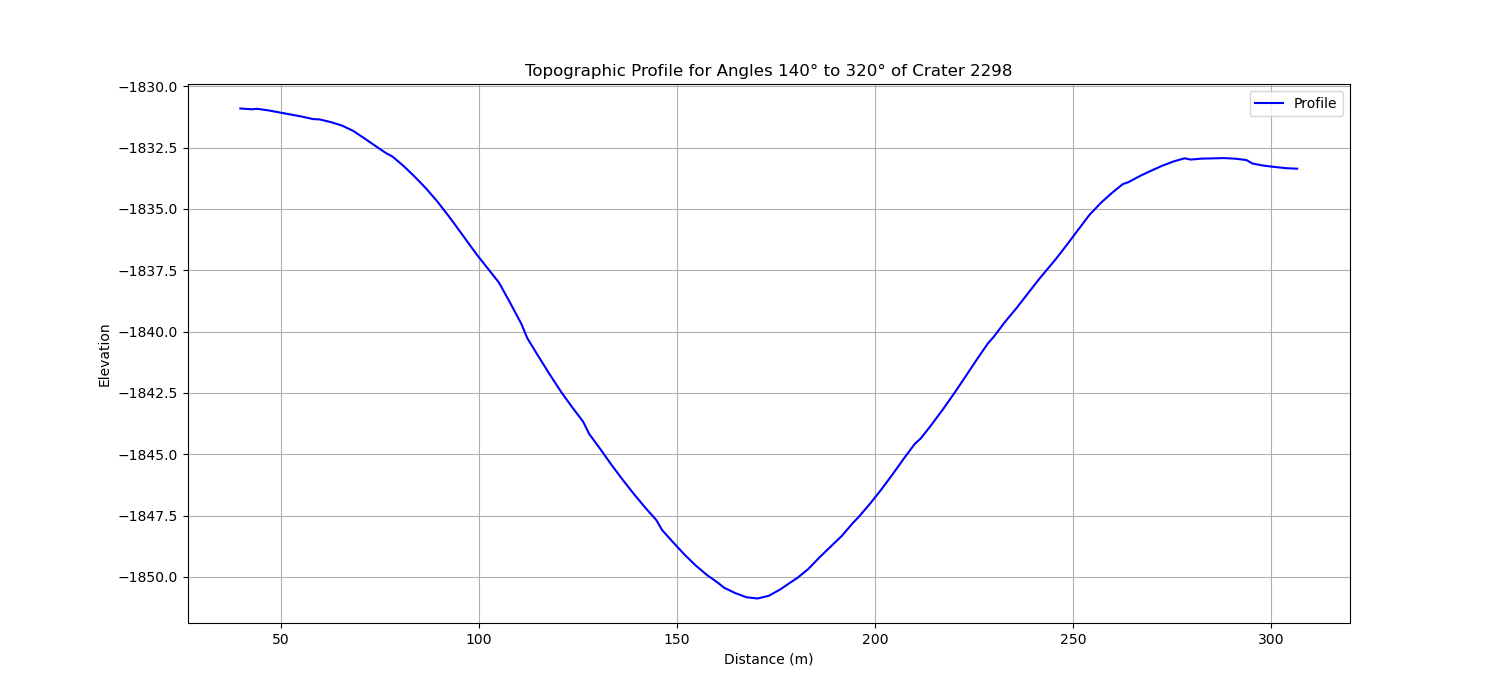 Topographic Profile for Angles 140° to 320° of Crater 2298
Profile
Elevation
−1830.0
−1832.5
−1835.0
−1837.5
−1840.0
−1842.5
−1845.0
−1847.5
−1850.0
50 100 150 200 250 300
Distance (m)